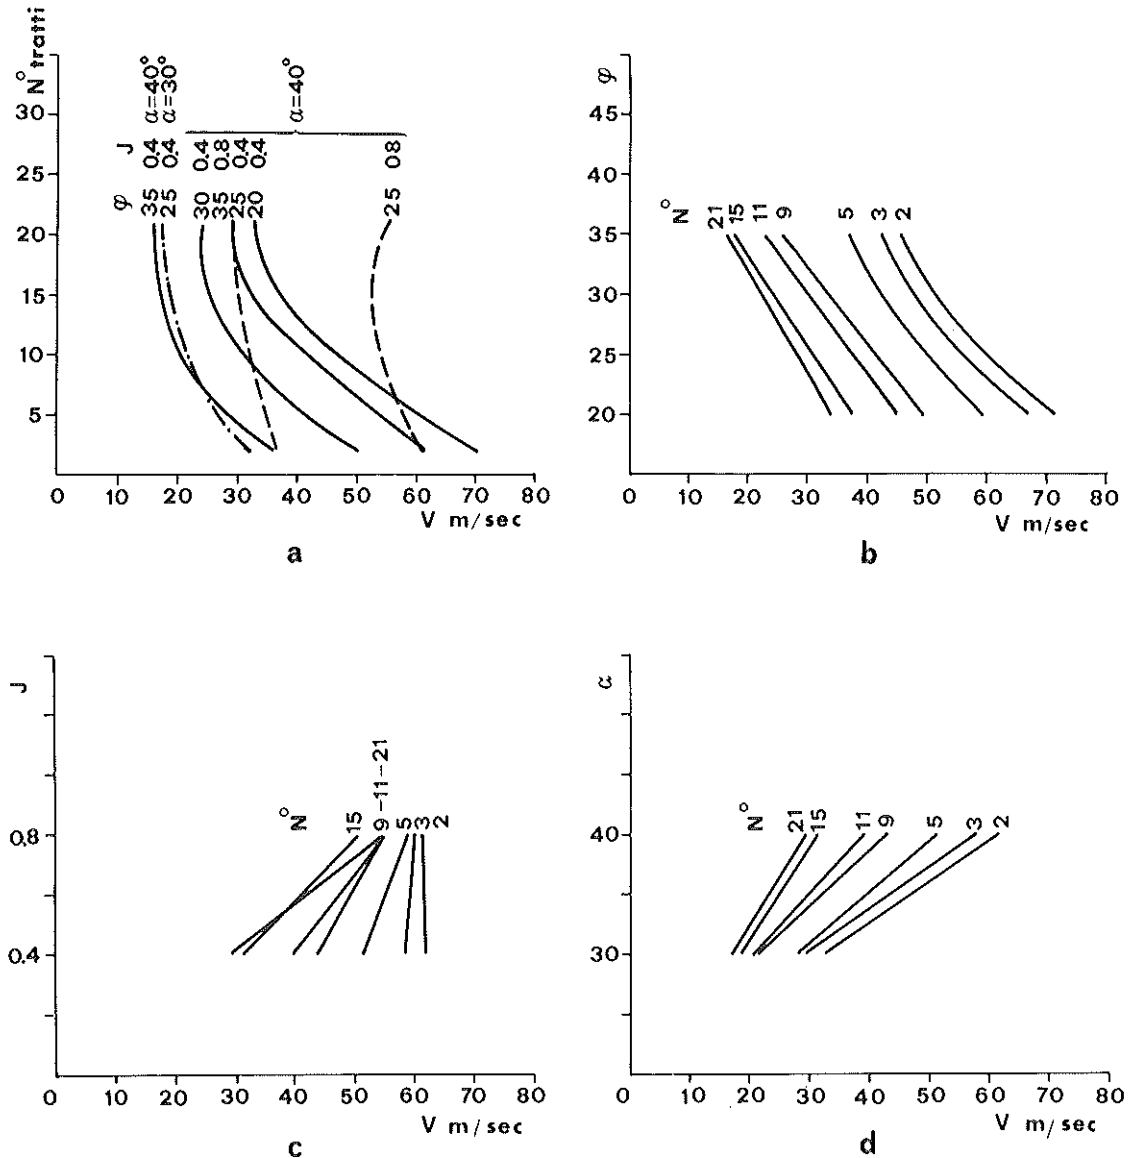 N° tratti
30
25
20
15
10
5
α=40°
α=30°
α=40°
J 0.4 0.4 0.4 0.8 0.4 0.4 0.8
φ 35 25 30 35 25 20 25
0 10 20 30 40 50 60 70 80
V m/sec
a
φ
45
40
35
30
25
20
N° 21 15 11 9 5 3 2
0 10 20 30 40 50 60 70 80
V m/sec
b
J
0.8
0.4
N° 15 9-11-21 5 3 2
0 10 20 30 40 50 60 70 80
V m/sec
c
α
40
30
N° 21 15 11 9 5 3 2
0 10 20 30 40 50 60 70 80
V m/sec
d